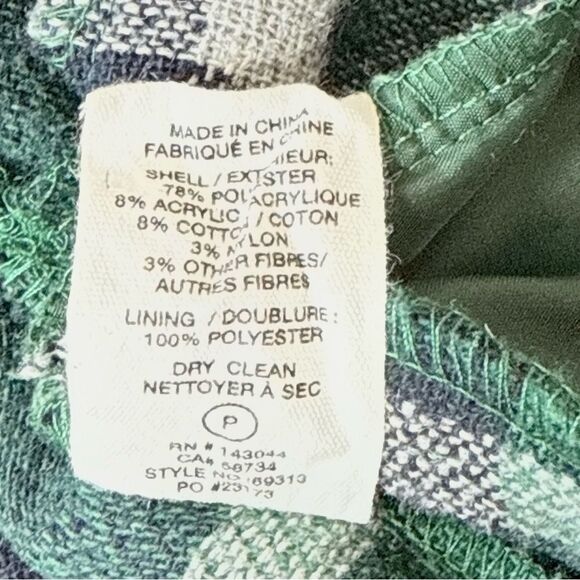 MADE IN CHINA
FABRIQUÉ EN CHINE
SHELL / EXTÉRIEUR:
78% POLYESTER
8% ACRYLIC / ACRYLIQUE
8% COTTON / COTON
3% NYLON
3% OTHER FIBRES/
AUTRES FIBRES
LINING / DOUBLURE:
100% POLYESTER
DRY CLEAN
NETTOYER À SEC
P
RN # 143044
CA# 58734
STYLE NO 189313
PO #23173